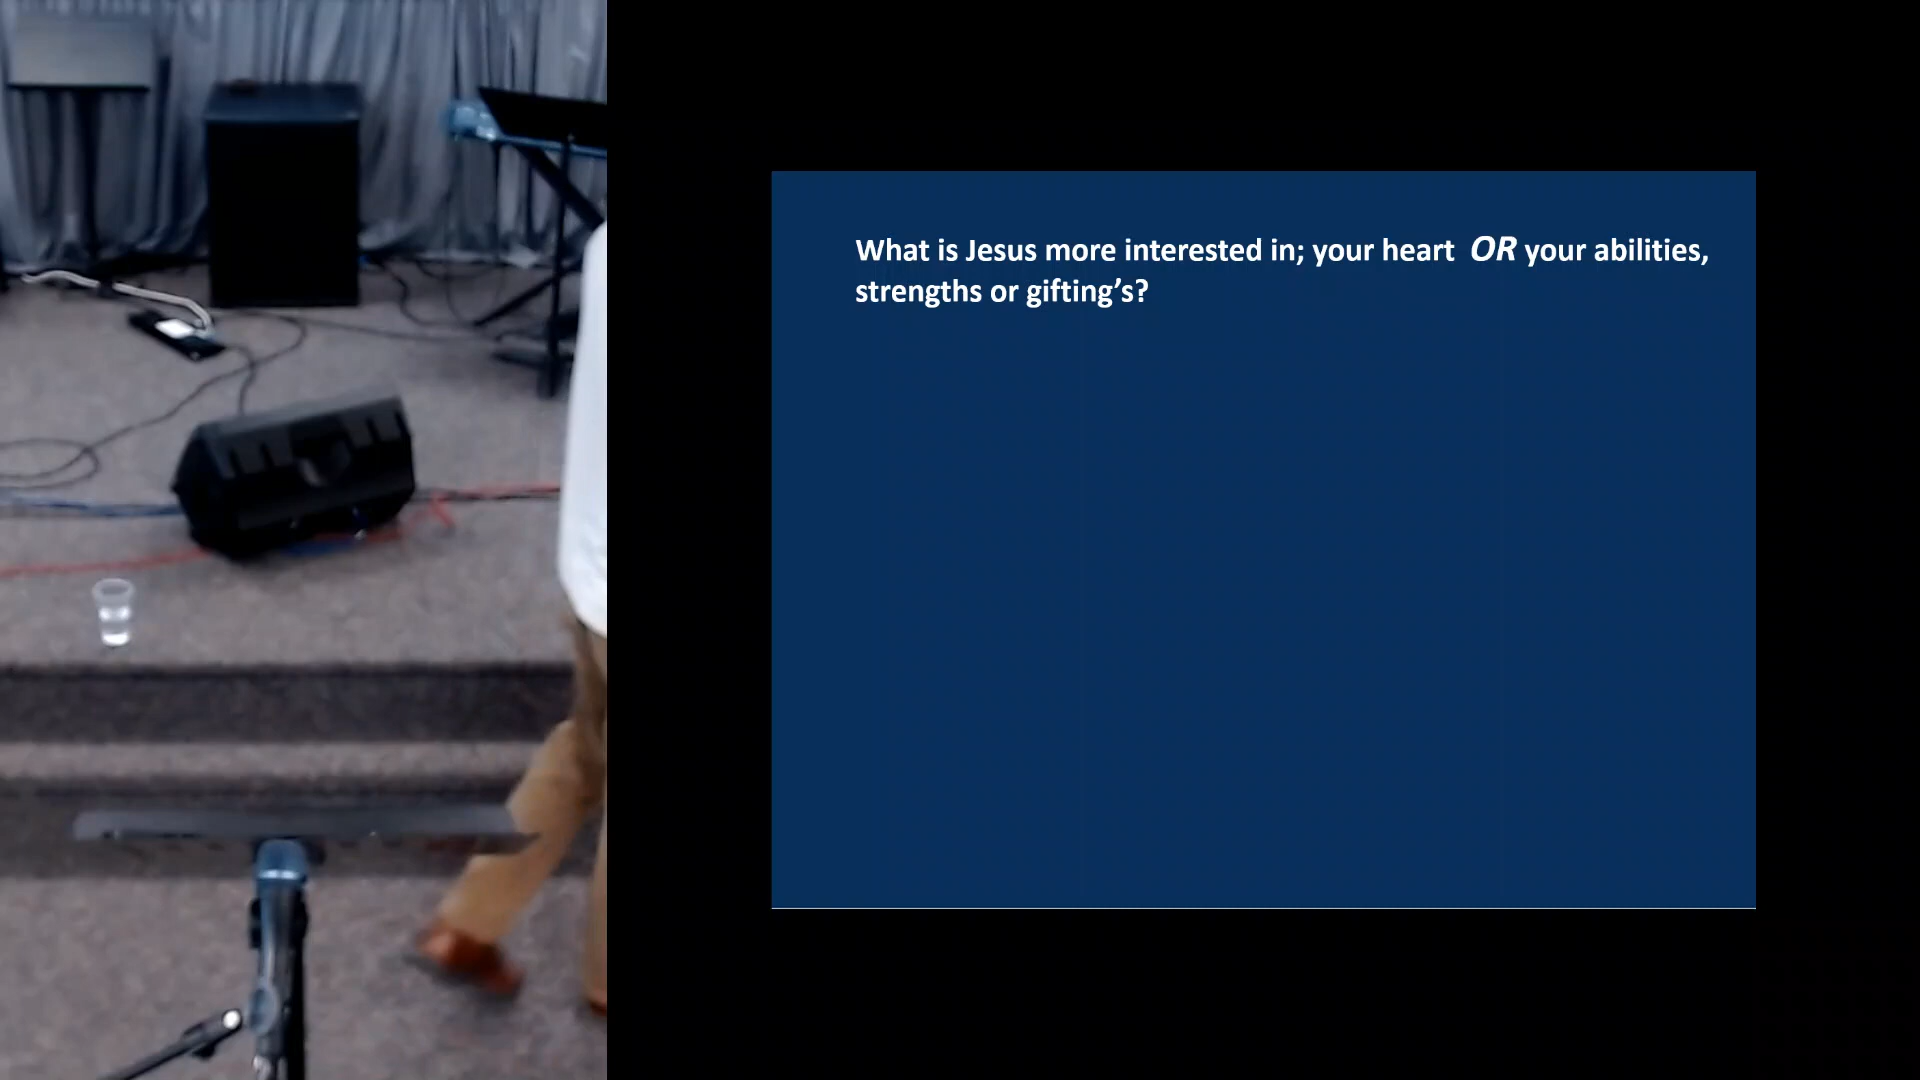 What is Jesus more interested in; your heart OR your abilities,
strengths or gifting's?